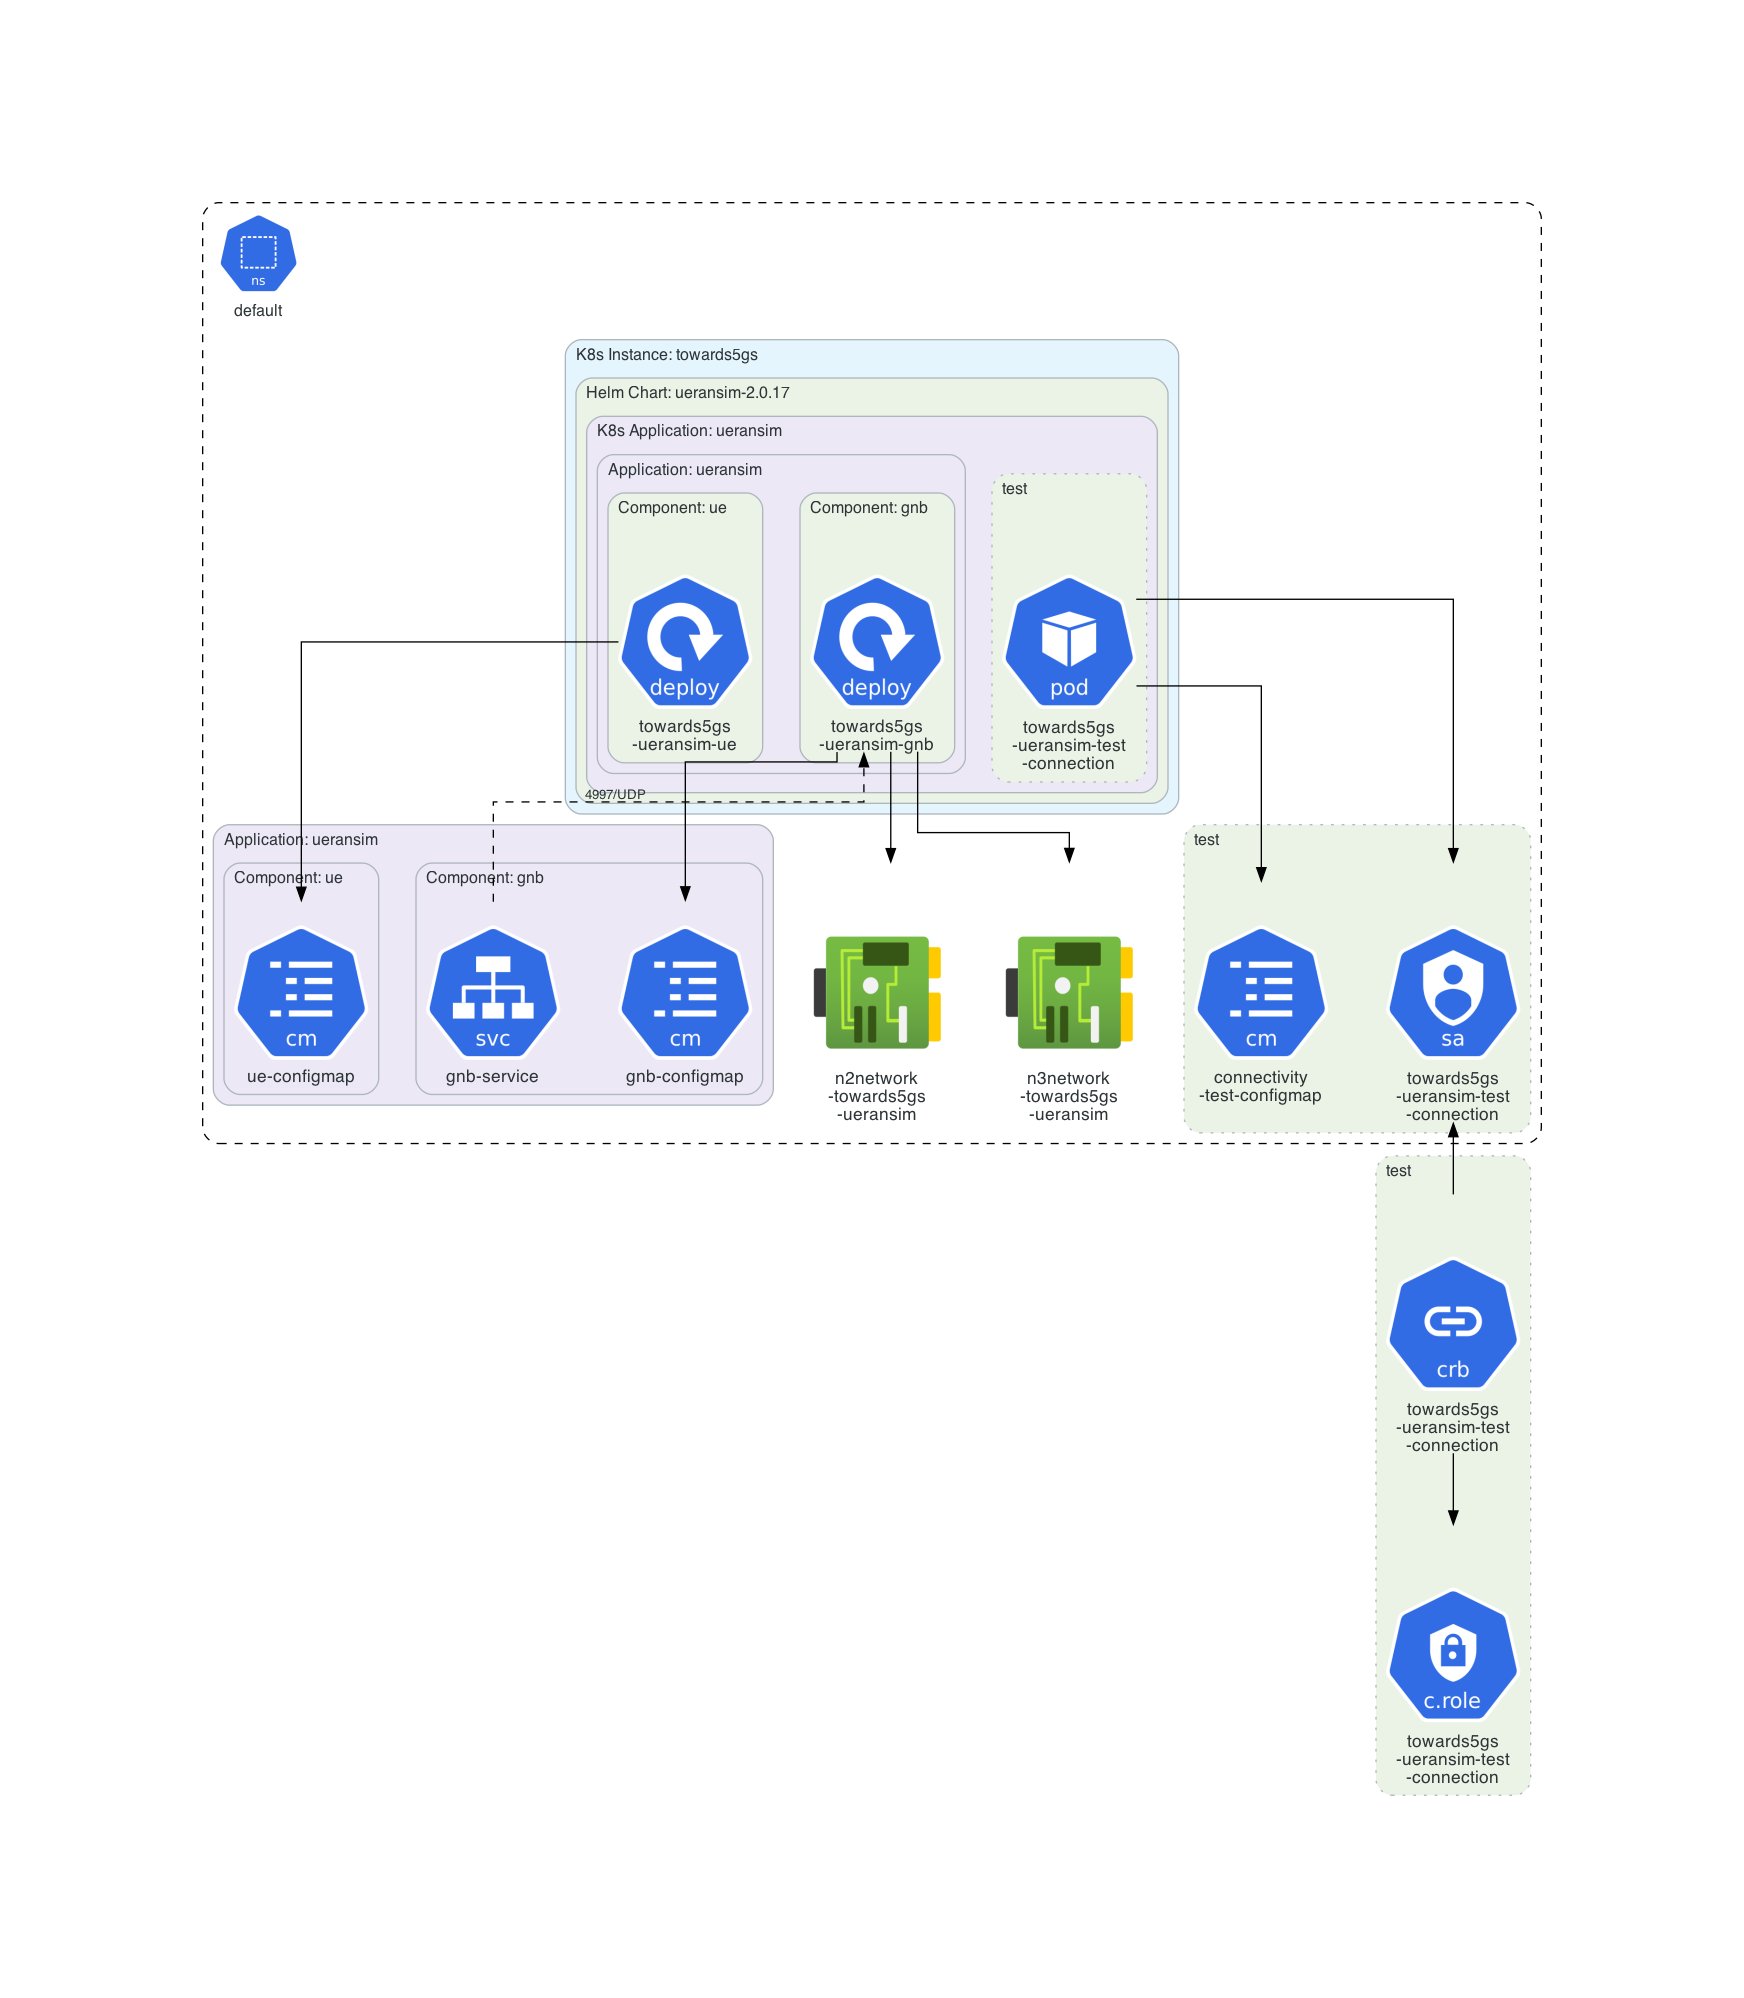 ns
default
K8s Instance: towards5gs
Helm Chart: ueransim-2.0.17
K8s Application: ueransim
Application: ueransim
test
Component: ue
Component: gnb
deploy
towards5gs
-ueransim-ue
deploy
towards5gs
-ueransim-gnb
pod
towards5gs
-ueransim-test
-connection
4997/UDP
Application: ueransim
Component: ue
cm
ue-configmap
Component: gnb
svc
gnb-service
cm
gnb-configmap
n2network
-towards5gs
-ueransim
n3network
-towards5gs
-ueransim
test
cm
connectivity
-test-configmap
sa
towards5gs
-ueransim-test
-connection
test
crb
towards5gs
-ueransim-test
-connection
c.role
towards5gs
-ueransim-test
-connection